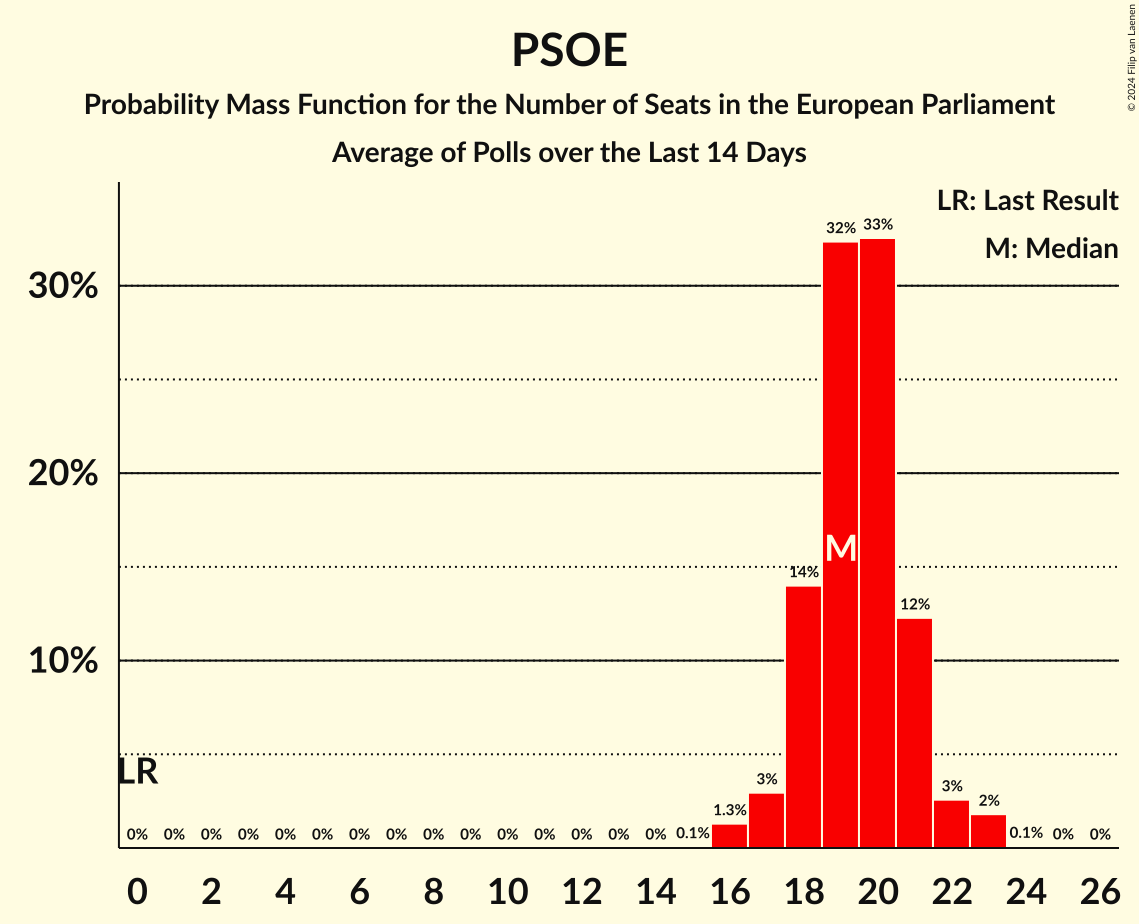 PSOE
Probability Mass Function for the Number of Seats in the European Parliament
Average of Polls over the Last 14 Days
© 2024 Filip van Laenen
LR: Last Result
M: Median
30%
20%
10%
32%
33%
M
14%
12%
LR
3%
3%
2%
1.3%
0% 0% 0% 0% 0% 0% 0% 0% 0% 0% 0% 0% 0% 0% 0% 0.1% 0.1% 0% 0%
0 2 4 6 8 10 12 14 16 18 20 22 24 26